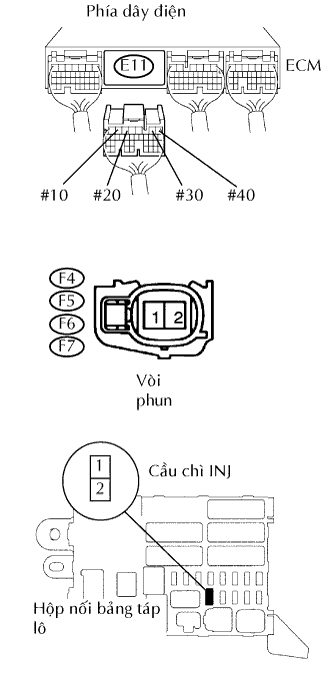 Phía dây điện
E11
ECM
#10
#20
#30
#40
F4
F5
F6
F7
1
2
Vòi
phun
1
2
Cầu chì INJ
Hộp nối bảng táp
lô